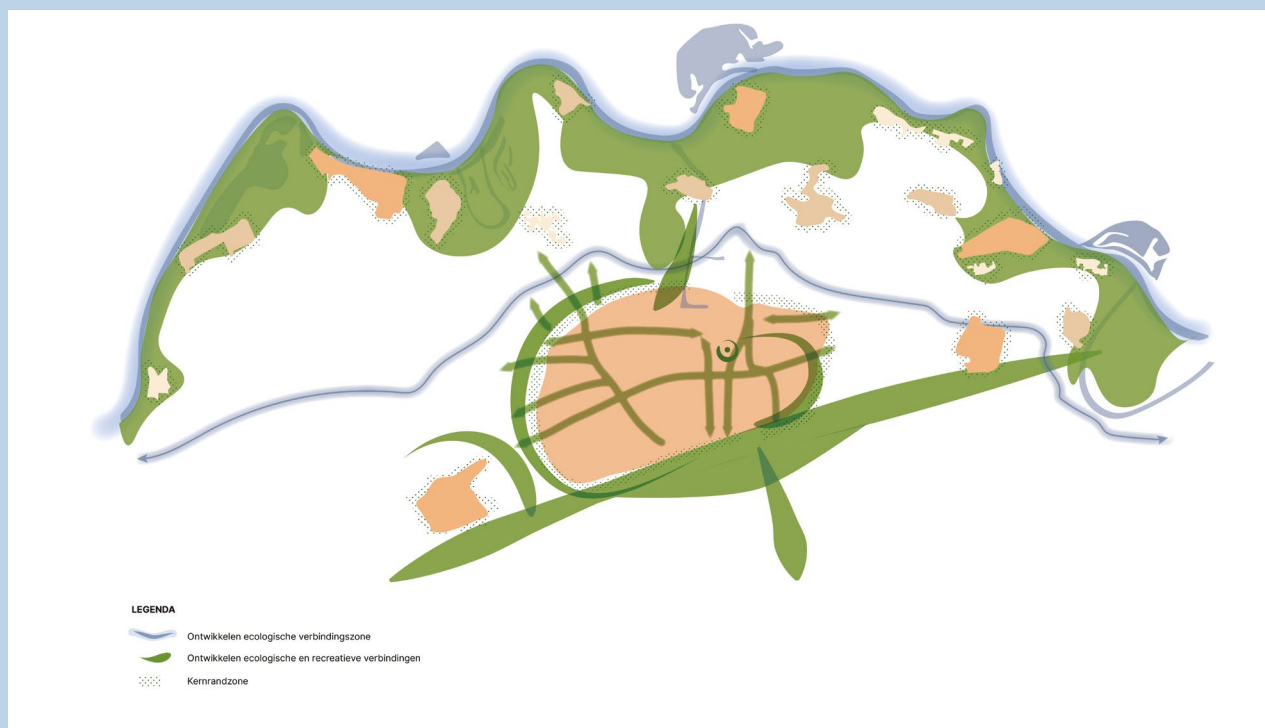 LEGENDA
Ontwikkelen ecologische verbindingszone
Ontwikkelen ecologische en recreatieve verbindingen
Kernrandzone